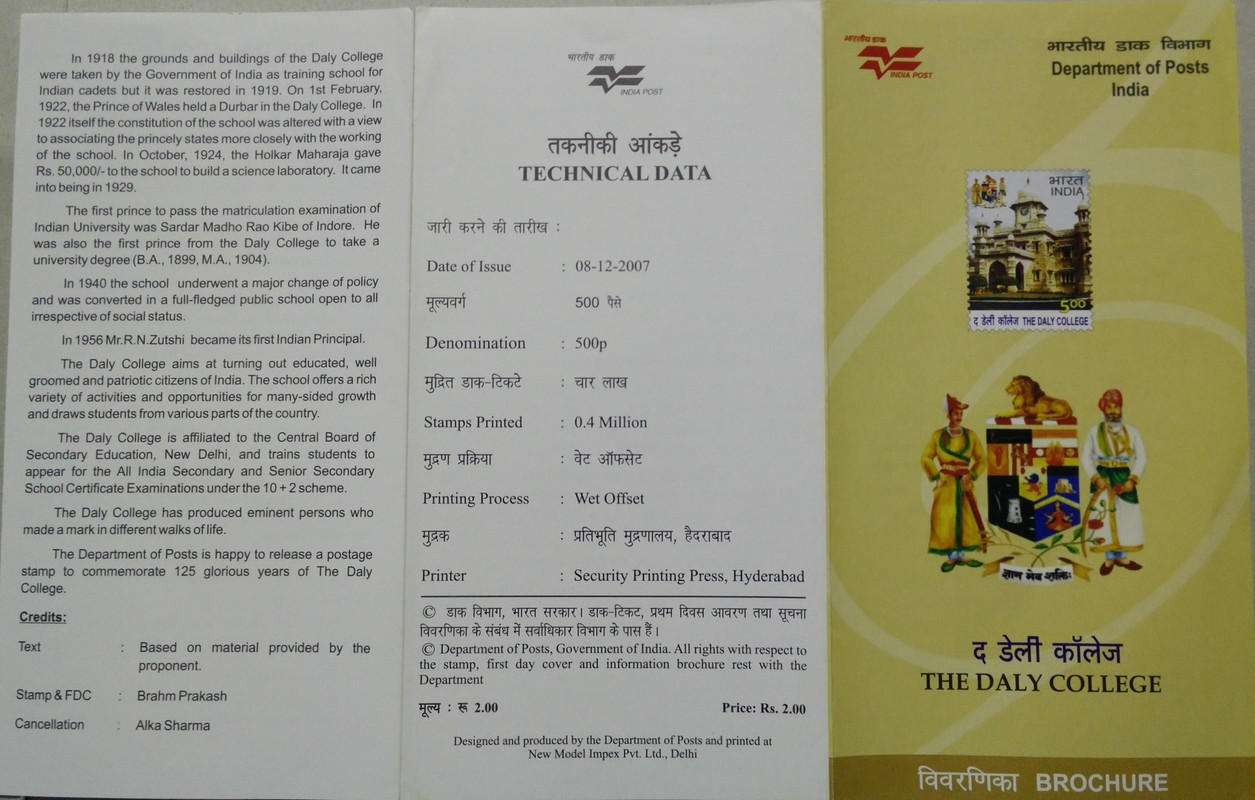 In 1918 the grounds and buildings of the Daly College
were taken by the Government of India as training school for
Indian cadets but it was restored in 1919. On 1st February,
1922, the Prince of Wales held a Durbar in the Daly College. In
1922 itself the constitution of the school was altered with a view
to associating the princely states more closely with the working
of the school. In October, 1924, the Holkar Maharaja gave
Rs. 50,000/- to the school to build a science laboratory. It came
into being in 1929.
The first prince to pass the matriculation examination of
Indian University was Sardar Madho Rao Kibe of Indore. He
was also the first prince from the Daly College to take a
university degree (B.A., 1899, M.A., 1904).
In 1940 the school underwent a major change of policy
and was converted in a full-fledged public school open to all
irrespective of social status.
In 1956 Mr.R.N.Zutshi became its first Indian Principal.
The Daly College aims at turning out educated, well
groomed and patriotic citizens of India. The school offers a rich
variety of activities and opportunities for many-sided growth
and draws students from various parts of the country.
The Daly College is affiliated to the Central Board of
Secondary Education, New Delhi, and trains students to
appear for the All India Secondary and Senior Secondary
School Certificate Examinations under the 10 + 2 scheme.
The Daly College has produced eminent persons who
made a mark in different walks of life.
The Department of Posts is happy to release a postage
stamp to commemorate 125 glorious years of The Daly
College.
Credits:
Text : Based on material provided by the
proponent.
Stamp & FDC : Brahm Prakash
Cancellation : Alka Sharma
भारतीय डाक
INDIA POST
तकनीकी आंकड़े
TECHNICAL DATA
जारी करने की तारीख :
Date of Issue : 08-12-2007
मूल्यवर्ग 500 पैसे
Denomination : 500p
मुद्रित डाक-टिकटे : चार लाख
Stamps Printed : 0.4 Million
मुद्रण प्रक्रिया : वेट ऑफसेट
Printing Process : Wet Offset
मुद्रक : प्रतिभूति मुद्रणालय, हैदराबाद
Printer : Security Printing Press, Hyderabad
© डाक विभाग, भारत सरकार। डाक-टिकट, प्रथम दिवस आवरण तथा सूचना
विवरणिका के संबंध में सर्वाधिकार विभाग के पास हैं।
© Department of Posts, Government of India. All rights with respect to
the stamp, first day cover and information brochure rest with the
Department
मूल्य : रू 2.00 Price: Rs. 2.00
Designed and produced by the Department of Posts and printed at
New Model Impex Pvt. Ltd., Delhi
भारतीय डाक
INDIA POST
भारतीय डाक विभाग
Department of Posts
India
भारत
INDIA
500
द डेली कॉलेज THE DALY COLLEGE
ज्ञान मेव शक्ति:
द डेली कॉलेज
THE DALY COLLEGE
विवरणिका BROCHURE